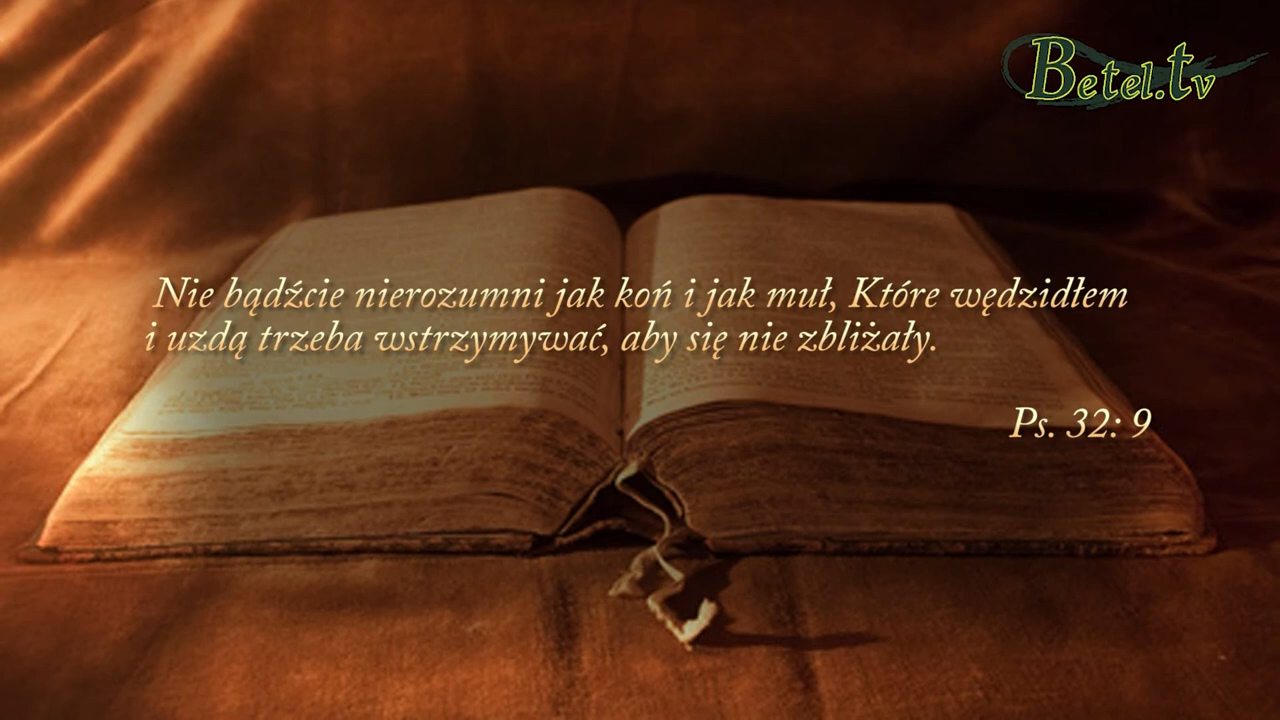 Betel.tv
Nie bądźcie nierozumni jak koń i jak muł, Które wędzidłem
i uzdą trzeba wstrzymywać, aby się nie zbliżały.
Ps. 32: 9